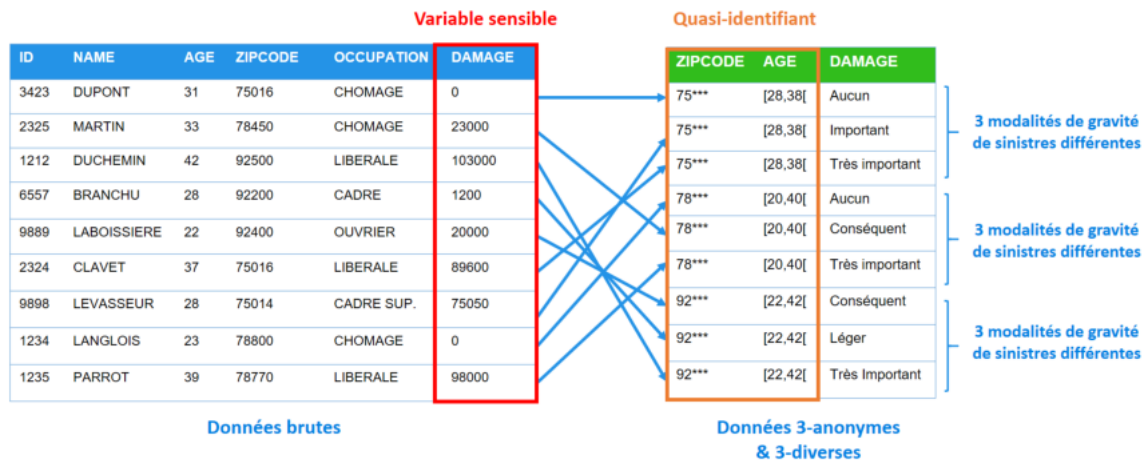 Variable sensible
Quasi-identifiant
ID NAME AGE ZIPCODE OCCUPATION DAMAGE
3423 DUPONT 31 75016 CHOMAGE 0
2325 MARTIN 33 78450 CHOMAGE 23000
1212 DUCHEMIN 42 92500 LIBERALE 103000
6557 BRANCHU 28 92200 CADRE 1200
9889 LABOISSIERE 22 92400 OUVRIER 20000
2324 CLAVET 37 75016 LIBERALE 89600
9898 LEVASSEUR 28 75014 CADRE SUP. 75050
1234 LANGLOIS 23 78800 CHOMAGE 0
1235 PARROT 39 78770 LIBERALE 98000
Données brutes
ZIPCODE AGE DAMAGE
75*** [28,38[ Aucun
75*** [28,38[ Important
75*** [28,38[ Très important
78*** [20,40[ Aucun
78*** [20,40[ Conséquent
78*** [20,40[ Très important
92*** [22,42[ Conséquent
92*** [22,42[ Léger
92*** [22,42[ Très Important
3 modalités de gravité
de sinistres différentes
3 modalités de gravité
de sinistres différentes
3 modalités de gravité
de sinistres différentes
Données 3-anonymes
& 3-diverses